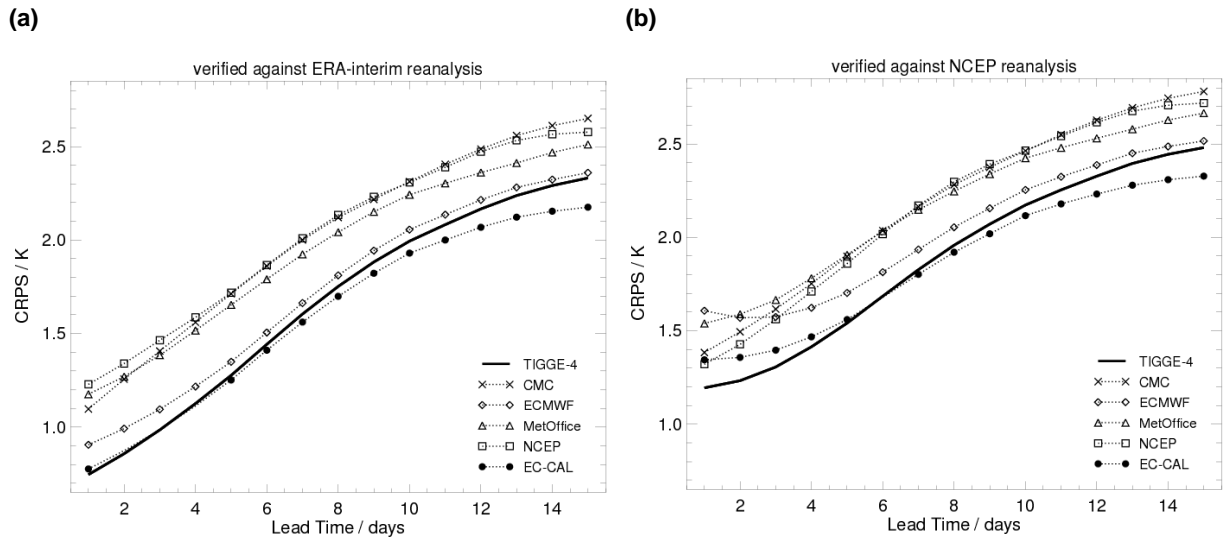 (a)
verified against ERA-interim reanalysis
CRPS / K
2.5
2.0
1.5
1.0
TIGGE-4
CMC
ECMWF
MetOffice
NCEP
EC-CAL
2 4 6 8 10 12 14
Lead Time / days
(b)
verified against NCEP reanalysis
CRPS / K
2.5
2.0
1.5
1.0
TIGGE-4
CMC
ECMWF
MetOffice
NCEP
EC-CAL
2 4 6 8 10 12 14
Lead Time / days